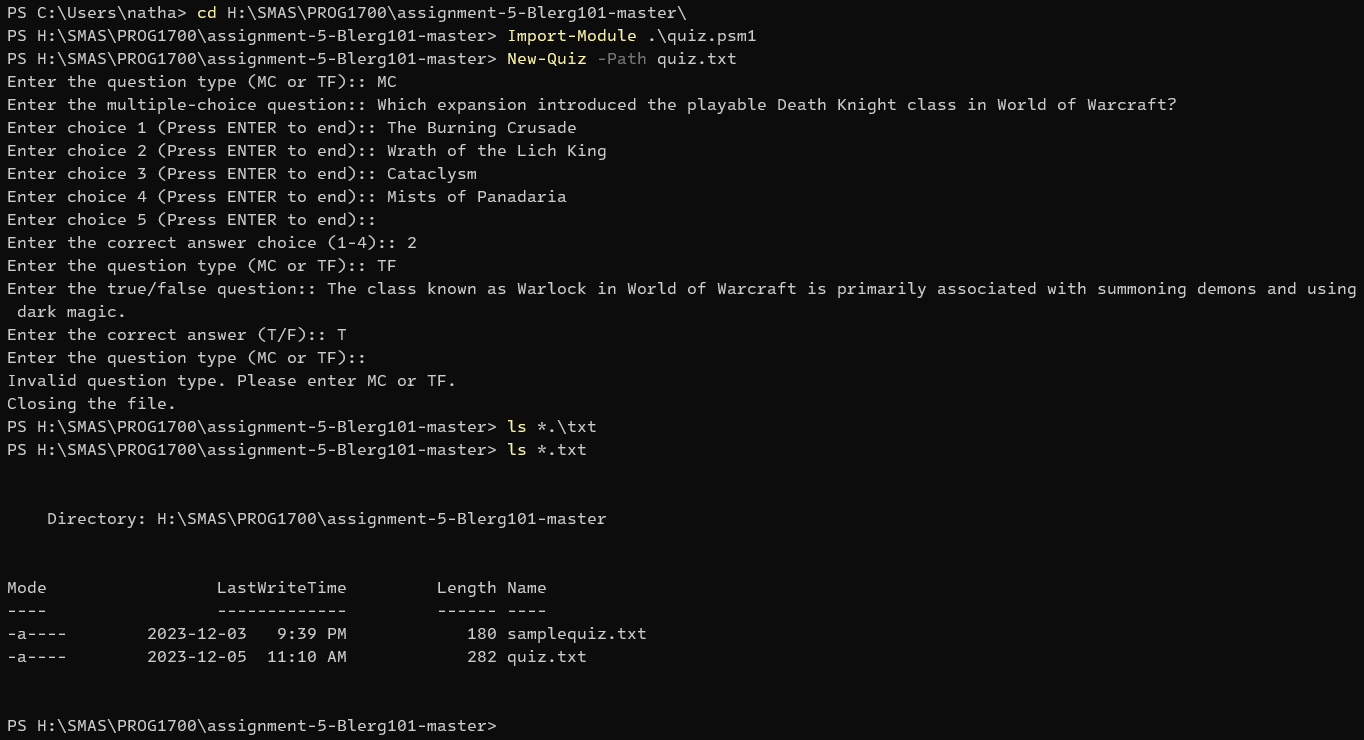 PS C:\Users\natha> cd H:\SMAS\PROG1700\assignment-5-Blerg101-master\
PS H:\SMAS\PROG1700\assignment-5-Blerg101-master> Import-Module .\quiz.psm1
PS H:\SMAS\PROG1700\assignment-5-Blerg101-master> New-Quiz -Path quiz.txt
Enter the question type (MC or TF):: MC
Enter the multiple-choice question:: Which expansion introduced the playable Death Knight class in World of Warcraft?
Enter choice 1 (Press ENTER to end):: The Burning Crusade
Enter choice 2 (Press ENTER to end):: Wrath of the Lich King
Enter choice 3 (Press ENTER to end):: Cataclysm
Enter choice 4 (Press ENTER to end):: Mists of Panadaria
Enter choice 5 (Press ENTER to end)::
Enter the correct answer choice (1-4):: 2
Enter the question type (MC or TF):: TF
Enter the true/false question:: The class known as Warlock in World of Warcraft is primarily associated with summoning demons and using
 dark magic.
Enter the correct answer (T/F):: T
Enter the question type (MC or TF)::
Invalid question type. Please enter MC or TF.
Closing the file.
PS H:\SMAS\PROG1700\assignment-5-Blerg101-master> ls *.\txt
PS H:\SMAS\PROG1700\assignment-5-Blerg101-master> ls *.txt
    Directory: H:\SMAS\PROG1700\assignment-5-Blerg101-master
Mode                 LastWriteTime         Length Name
----                 -------------         ------ ----
-a----        2023-12-03   9:39 PM            180 samplequiz.txt
-a----        2023-12-05  11:10 AM            282 quiz.txt
PS H:\SMAS\PROG1700\assignment-5-Blerg101-master>